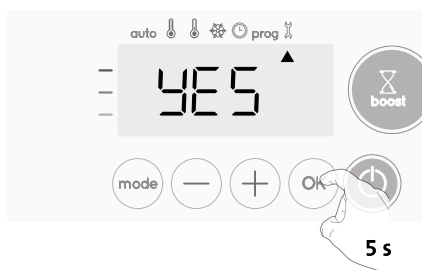 auto prog
YES
boost
mode − + OK
5 s